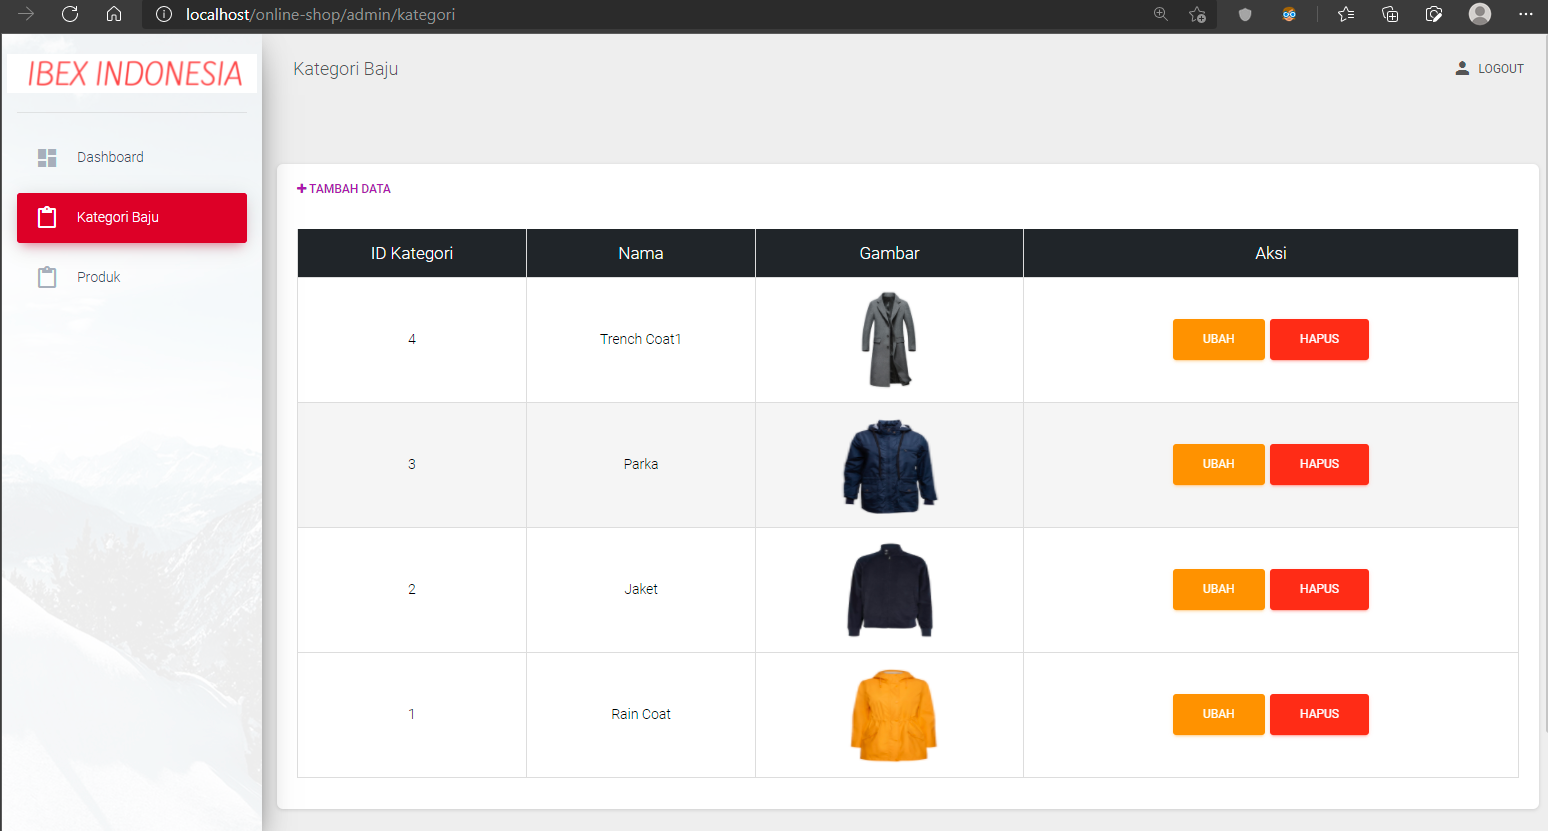 localhost/online-shop/admin/kategori
IBEX INDONESIA
Kategori Baju
LOGOUT
Dashboard
Kategori Baju
Produk
TAMBAH DATA
ID Kategori Nama Gambar Aksi
4 Trench Coat1 UBAH HAPUS
3 Parka UBAH HAPUS
2 Jaket UBAH HAPUS
1 Rain Coat UBAH HAPUS